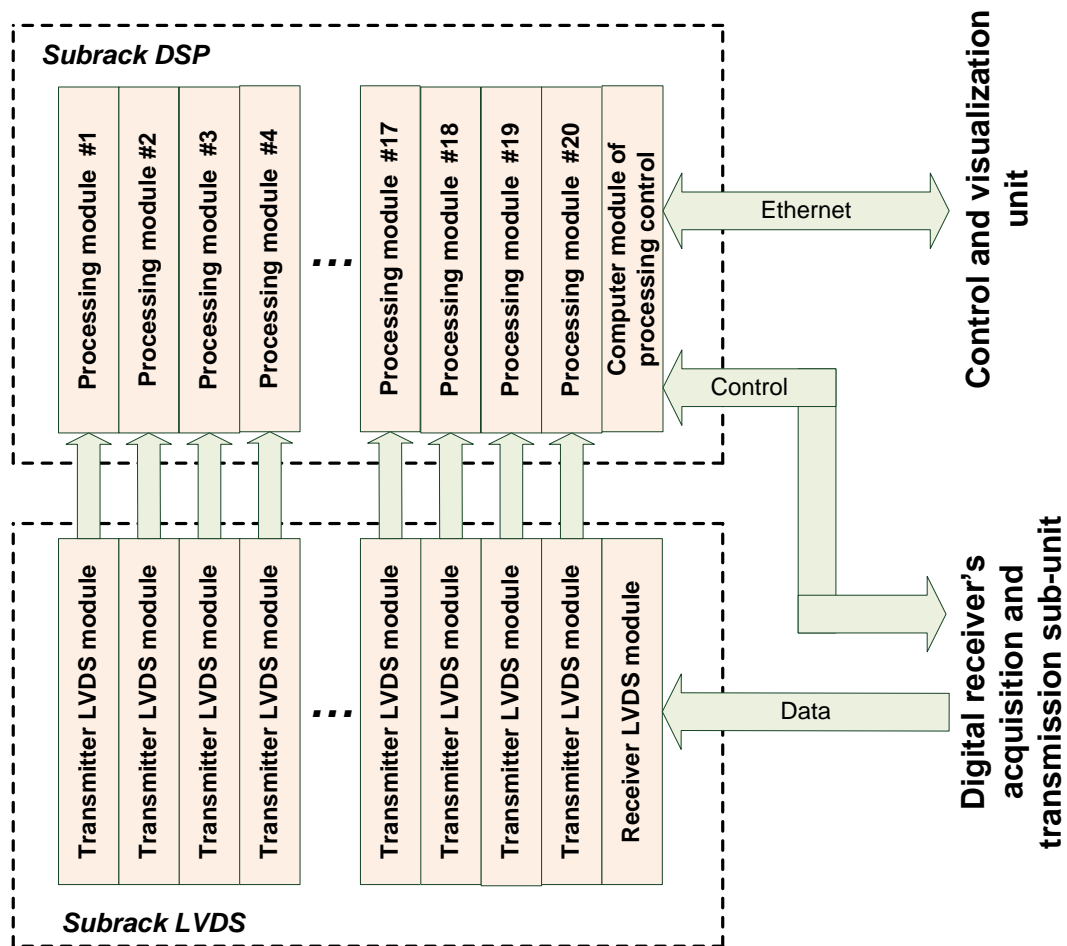 Subrack DSP
Processing module #1
Processing module #2
Processing module #3
Processing module #4
...
Processing module #17
Processing module #18
Processing module #19
Processing module #20
Computer module of
processing control
Ethernet
Control and visualization
unit
Control
Transmitter LVDS module
Transmitter LVDS module
Transmitter LVDS module
Transmitter LVDS module
...
Transmitter LVDS module
Transmitter LVDS module
Transmitter LVDS module
Transmitter LVDS module
Receiver LVDS module
Data
Digital receiver's
acquisition and
transmission sub-unit
Subrack LVDS